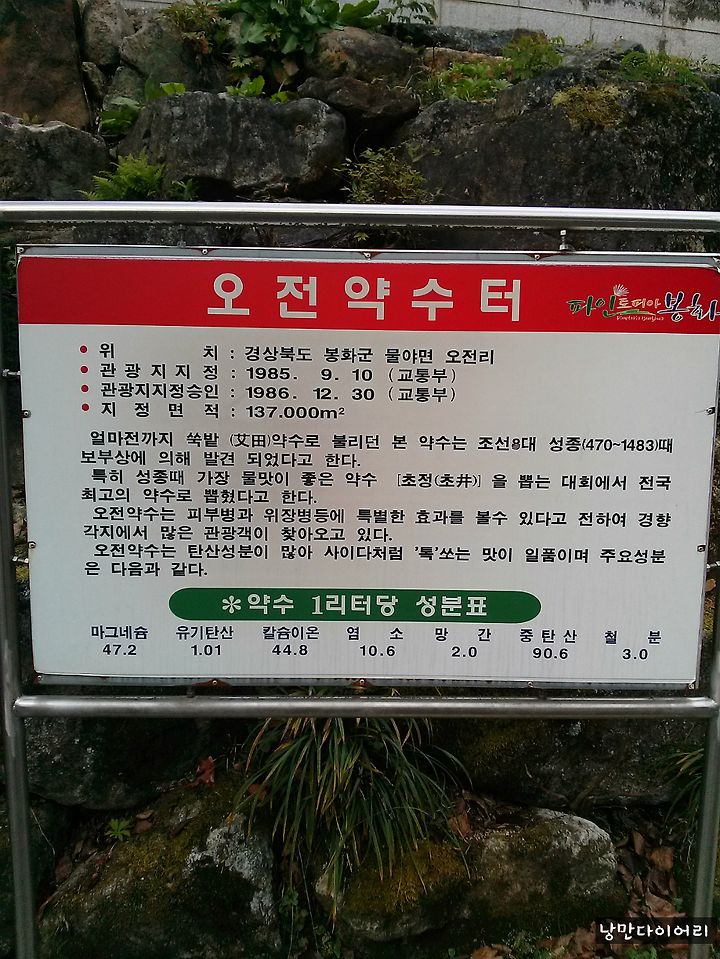 오전약수터
파인토피아 봉화
위 치 : 경상북도 봉화군 물야면 오전리
관 광 지 지 정 : 1985. 9. 10 (교통부)
관광지지정승인 : 1986. 12. 30 (교통부)
지 정 면 적 : 137.000m²
얼마전까지 쑥밭 (艾田)약수로 불리던 본 약수는 조선8대 성종(470~1483)때
보부상에 의해 발견 되었다고 한다.
특히 성종때 가장 물맛이 좋은 약수 [초정(초井)] 을 뽑는 대회에서 전국
최고의 약수로 뽑혔다고 한다.
오전약수는 피부병과 위장병등에 특별한 효과를 볼수 있다고 전하여 경향
각지에서 많은 관광객이 찾아오고 있다.
오전약수는 탄산성분이 많아 사이다처럼 '톡'쏘는 맛이 일품이며 주요성분
은 다음과 같다.
*약수 1리터당 성분표
마그네슘 유기탄산 칼슘이온 염 소 망 간 중 탄 산 철 분
47.2 1.01 44.8 10.6 2.0 90.6 3.0
낭만다이어리